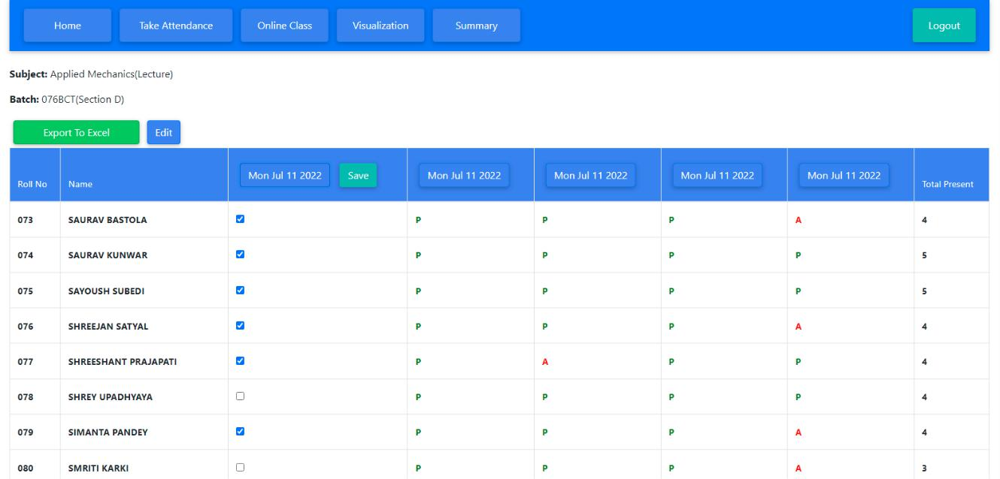 Home Take Attendance Online Class Visualization Summary Logout
Subject: Applied Mechanics(Lecture)
Batch: 076BCT(Section D)
Export To Excel Edit
Roll No Name Mon Jul 11 2022 Save Mon Jul 11 2022 Mon Jul 11 2022 Mon Jul 11 2022 Mon Jul 11 2022 Total Present
073 SAURAV BASTOLA P P P A 4
074 SAURAV KUNWAR P P P P 5
075 SAYOUSH SUBEDI P P P P 5
076 SHREEJAN SATYAL P P P A 4
077 SHREESHANT PRAJAPATI P A P P 4
078 SHREY UPADHYAYA P P P P 4
079 SIMANTA PANDEY P P P A 4
080 SMRITI KARKI P P P A 3